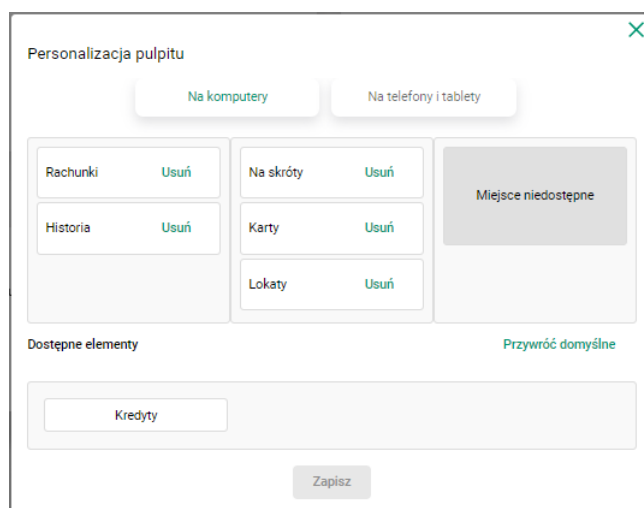 Personalizacja pulpitu
Na komputery
Na telefony i tablety
Rachunki Usuń
Historia Usuń
Na skróty Usuń
Karty Usuń
Lokaty Usuń
Miejsce niedostępne
Dostępne elementy
Przywróć domyślne
Kredyty
Zapisz